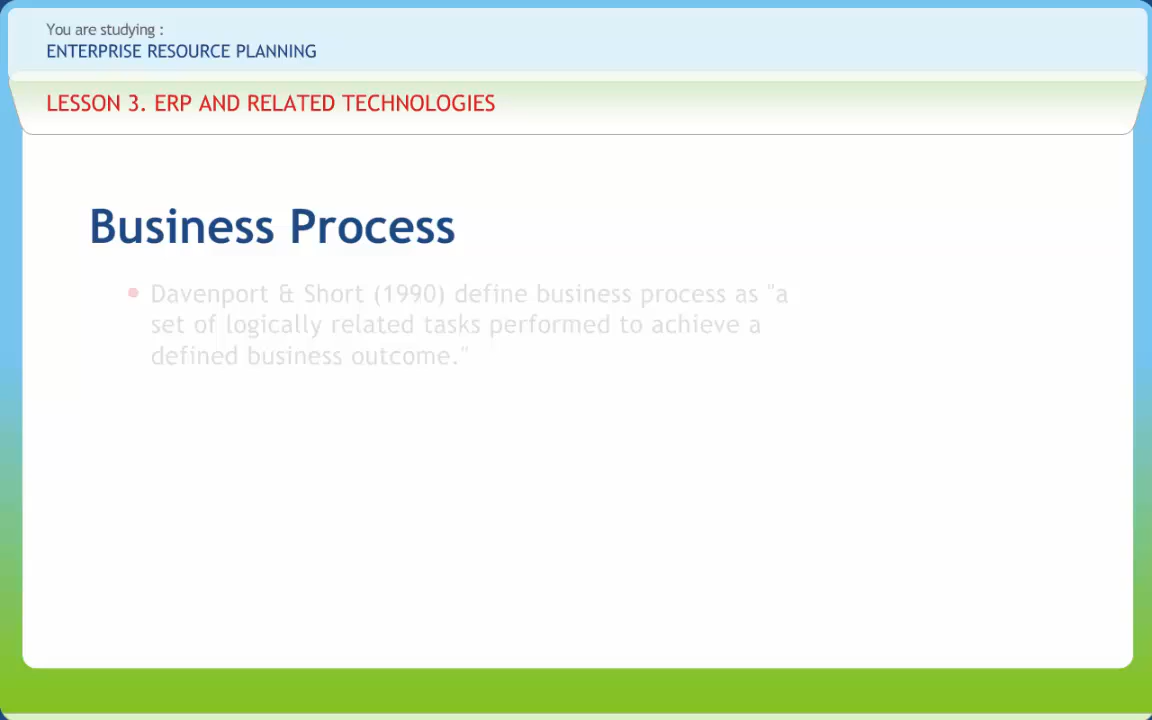 You are studying :
ENTERPRISE RESOURCE PLANNING
LESSON 3. ERP AND RELATED TECHNOLOGIES
Business Process
• Davenport & Short (1990) define business process as "a
set of logically related tasks performed to achieve a
defined business outcome."